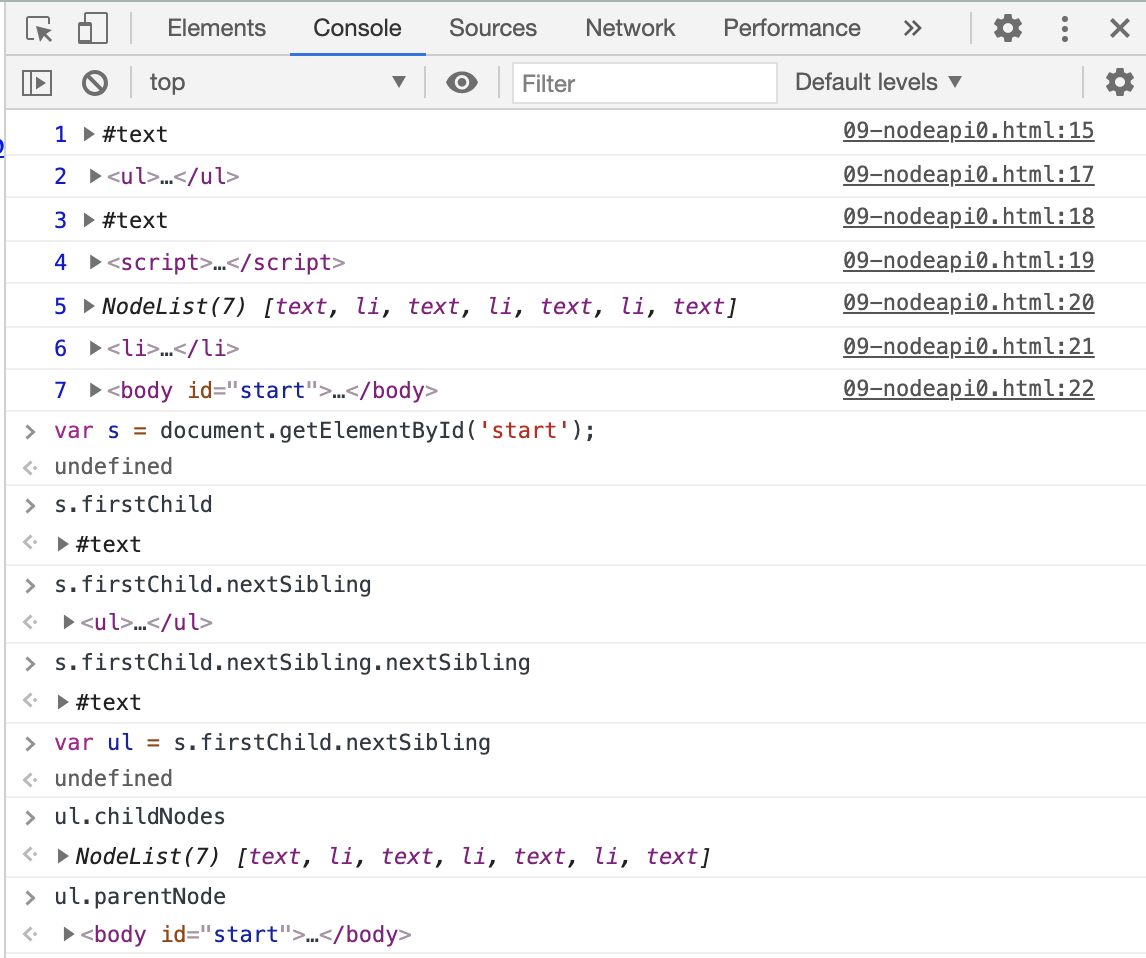 Elements Console Sources Network Performance »
top ▼ Filter Default levels ▼
1 ▶#text 09-nodeapi0.html:15
2 ▶<ul>…</ul> 09-nodeapi0.html:17
3 ▶#text 09-nodeapi0.html:18
4 ▶<script>…</script> 09-nodeapi0.html:19
5 ▶NodeList(7) [text, li, text, li, text, li, text] 09-nodeapi0.html:20
6 ▶<li>…</li> 09-nodeapi0.html:21
7 ▶<body id="start">…</body> 09-nodeapi0.html:22
> var s = document.getElementById('start');
undefined
> s.firstChild
▶#text
> s.firstChild.nextSibling
▶<ul>…</ul>
> s.firstChild.nextSibling.nextSibling
▶#text
> var ul = s.firstChild.nextSibling
undefined
> ul.childNodes
▶NodeList(7) [text, li, text, li, text, li, text]
> ul.parentNode
▶<body id="start">…</body>